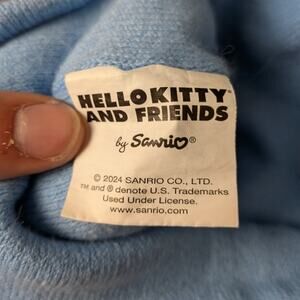 HELLO KITTY®
AND FRIENDS
by Sanrio®
© 2024 SANRIO CO., LTD.
™ and ® denote U.S. Trademarks
Used Under License.
www.sanrio.com